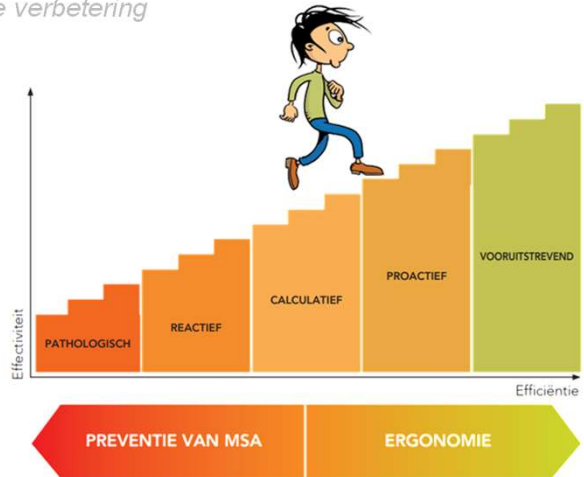 e verbetering
Effectiviteit
PATHOLOGISCH
REACTIEF
CALCULATIEF
PROACTIEF
VOORUITSTREVEND
Efficiëntie
PREVENTIE VAN MSA
ERGONOMIE